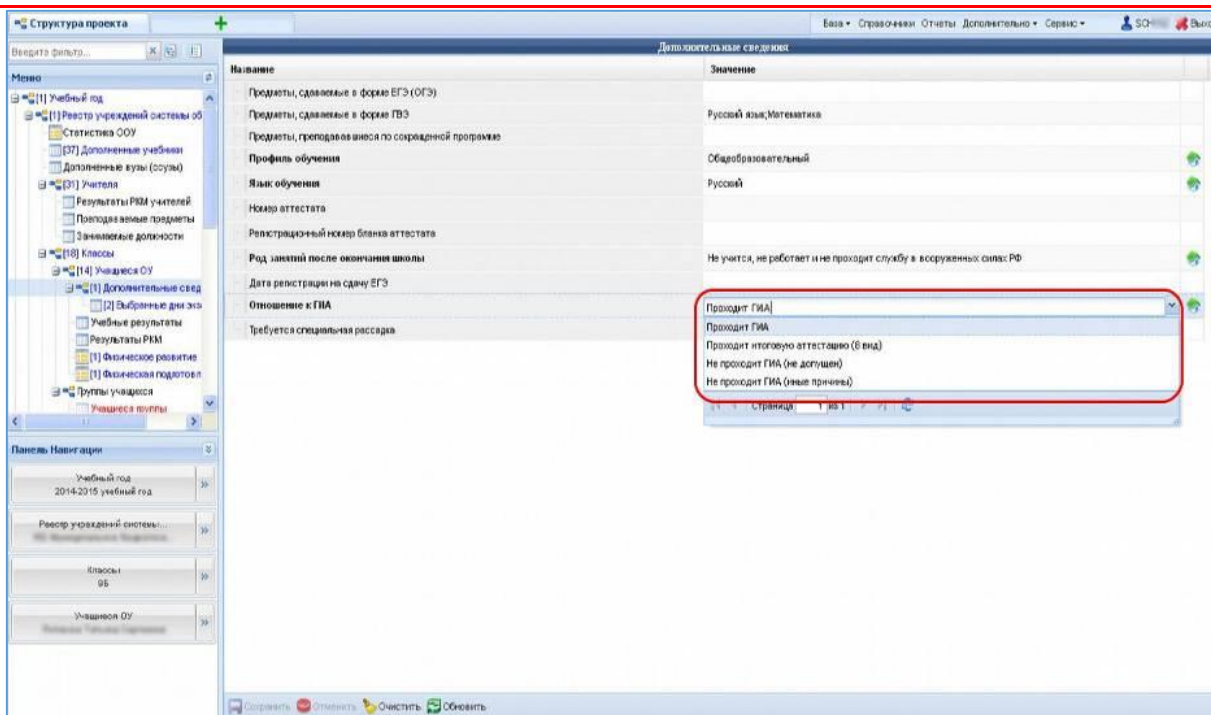 Структура проекта
База Справочники Отчеты Дополнительно Сервис
Введите фильтр...
Дополнительные сведения
Меню
Название Значение
[1] Учебный год
[1] Реестр учреждений системы об
Статистика ООУ
[37] Дополненные учебники
Дополненные вузы (ссузы)
[31] Учителя
Результаты РКМ учителей
Преподаваемые предметы
Занимаемые должности
[18] Классы
[14] Учащиеся ОУ
[1] Дополнительные свед
[2] Выбранные дни экз
Учебные результаты
Результаты РКМ
[1] Физическое развитие
[1] Физическая подготовл
Группы учащихся
Учащиеся группы
Предметы, сдаваемые в форме ЕГЭ (ОГЭ)
Предметы, сдаваемые в форме ГВЭ Русский язык;Математика
Предметы, преподававшиеся по сокращенной программе
Профиль обучения Общеобразовательный
Язык обучения Русский
Номер аттестата
Регистрационный номер бланка аттестата
Род занятий после окончания школы Не учится, не работает и не проходит службу в вооруженных силах РФ
Дата регистрации на сдачу ЕГЭ
Отношение к ГИА Проходит ГИА
Требуется специальная рассадка
Проходит ГИА
Проходит итоговую аттестацию (8 вид)
Не проходит ГИА (не допущен)
Не проходит ГИА (иные причины)
Страница 1 из 1
Панель Навигации
Учебный год
2014-2015 учебный год
Реестр учреждений системы...
Классы
9Б
Учащиеся ОУ
Сохранить Отменить Очистить Обновить